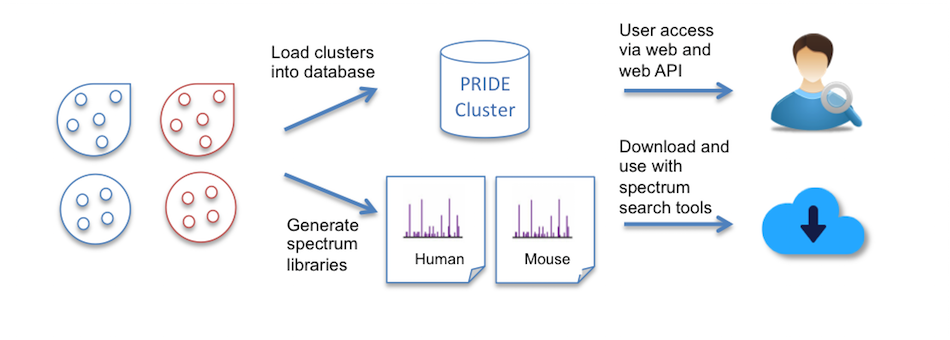 Load clusters
into database
PRIDE
Cluster
User access
via web and
web API
Generate
spectrum
libraries
Human
Mouse
Download and
use with
spectrum
search tools